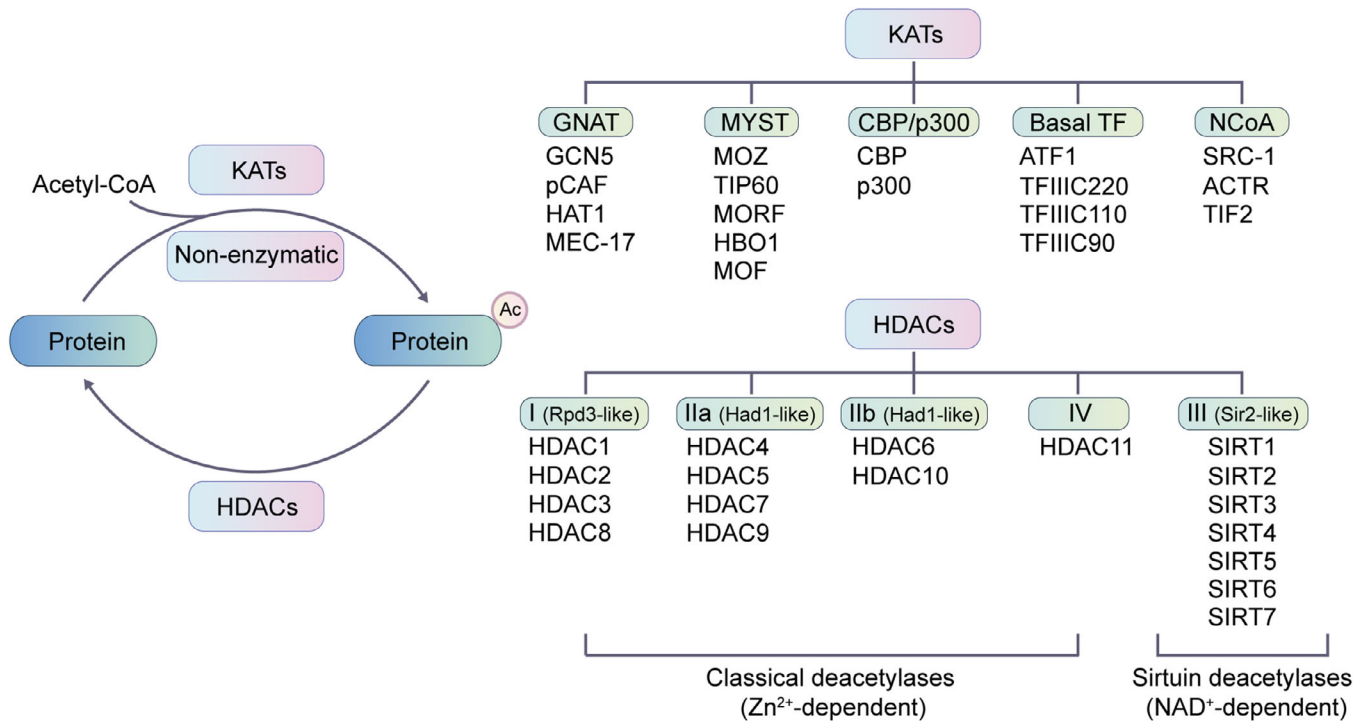 KATs
Acetyl-CoA
Non-enzymatic
Protein
Protein
Ac
HDACs
KATs
GNAT
GCN5
pCAF
HAT1
MEC-17
MYST
MOZ
TIP60
MORF
HBO1
MOF
CBP/p300
CBP
p300
Basal TF
ATF1
TFIIIC220
TFIIIC110
TFIIIC90
NCoA
SRC-1
ACTR
TIF2
HDACs
I (Rpd3-like)
HDAC1
HDAC2
HDAC3
HDAC8
IIa (Had1-like)
HDAC4
HDAC5
HDAC7
HDAC9
IIb (Had1-like)
HDAC6
HDAC10
IV
HDAC11
III (Sir2-like)
SIRT1
SIRT2
SIRT3
SIRT4
SIRT5
SIRT6
SIRT7
Classical deacetylases
(Zn²⁺-dependent)
Sirtuin deacetylases
(NAD⁺-dependent)